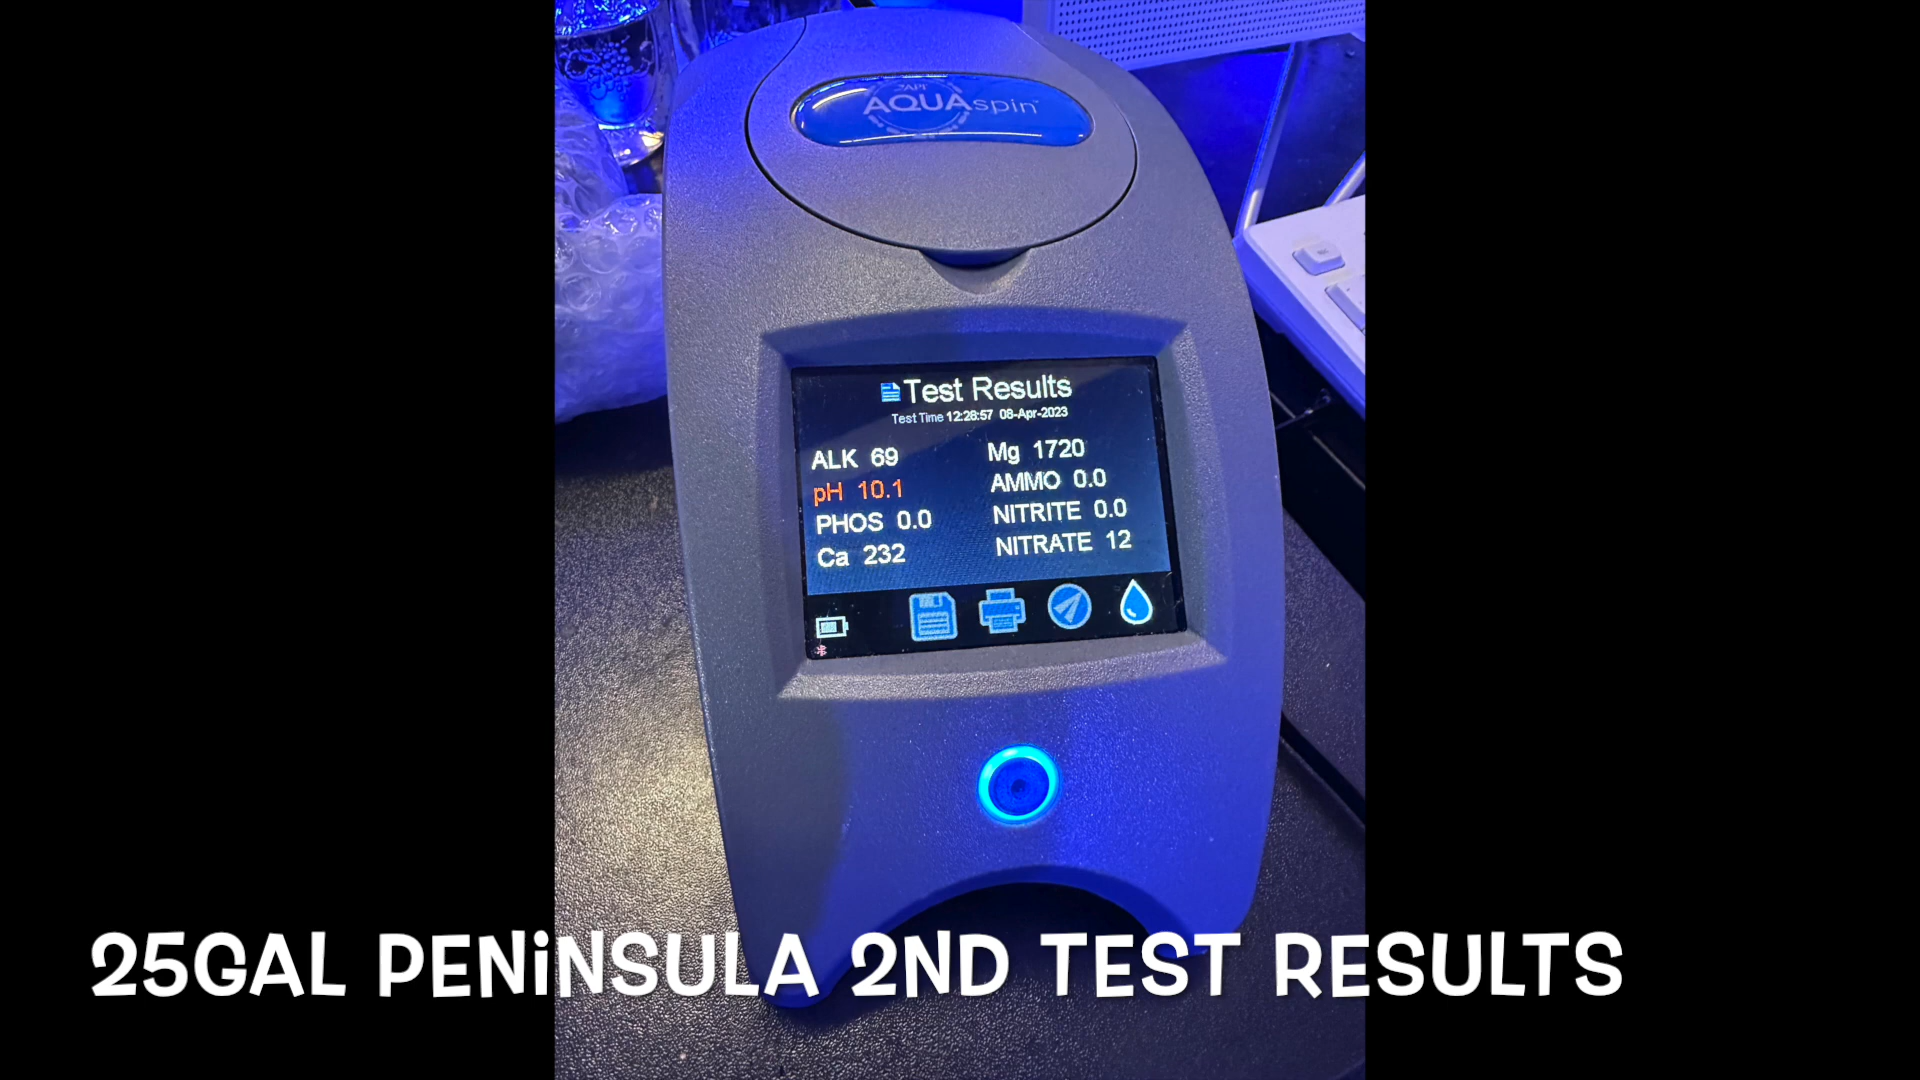 API
AQUAspin
Test Results
Test Time 12:28:57 08-Apr-2023
ALK 69 Mg 1720
pH 10.1 AMMO 0.0
PHOS 0.0 NITRITE 0.0
Ca 232 NITRATE 12
25GAL PENiNSULA 2ND TEST RESULTS